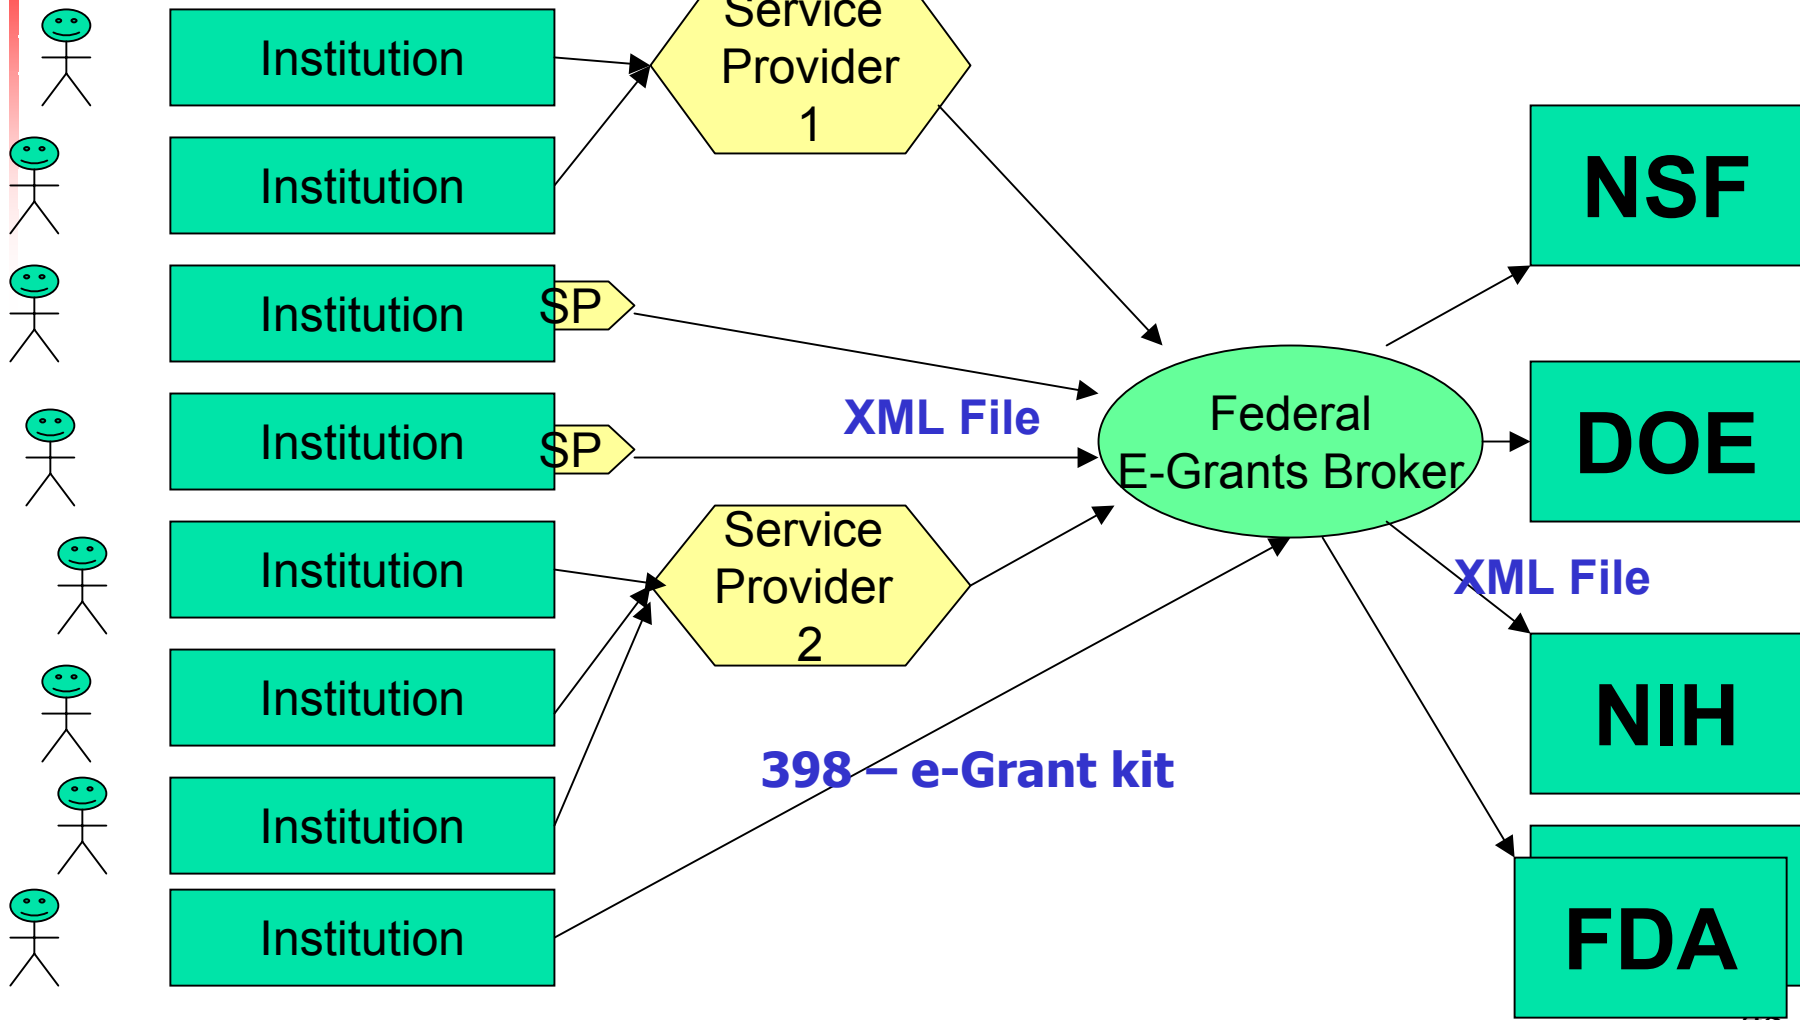 Service
Provider
1
Institution
Institution
Institution
SP
Institution
SP
XML File
Institution
Service
Provider
2
Institution
Institution
Institution
398 – e-Grant kit
Federal
E-Grants Broker
XML File
NSF
DOE
NIH
FDA